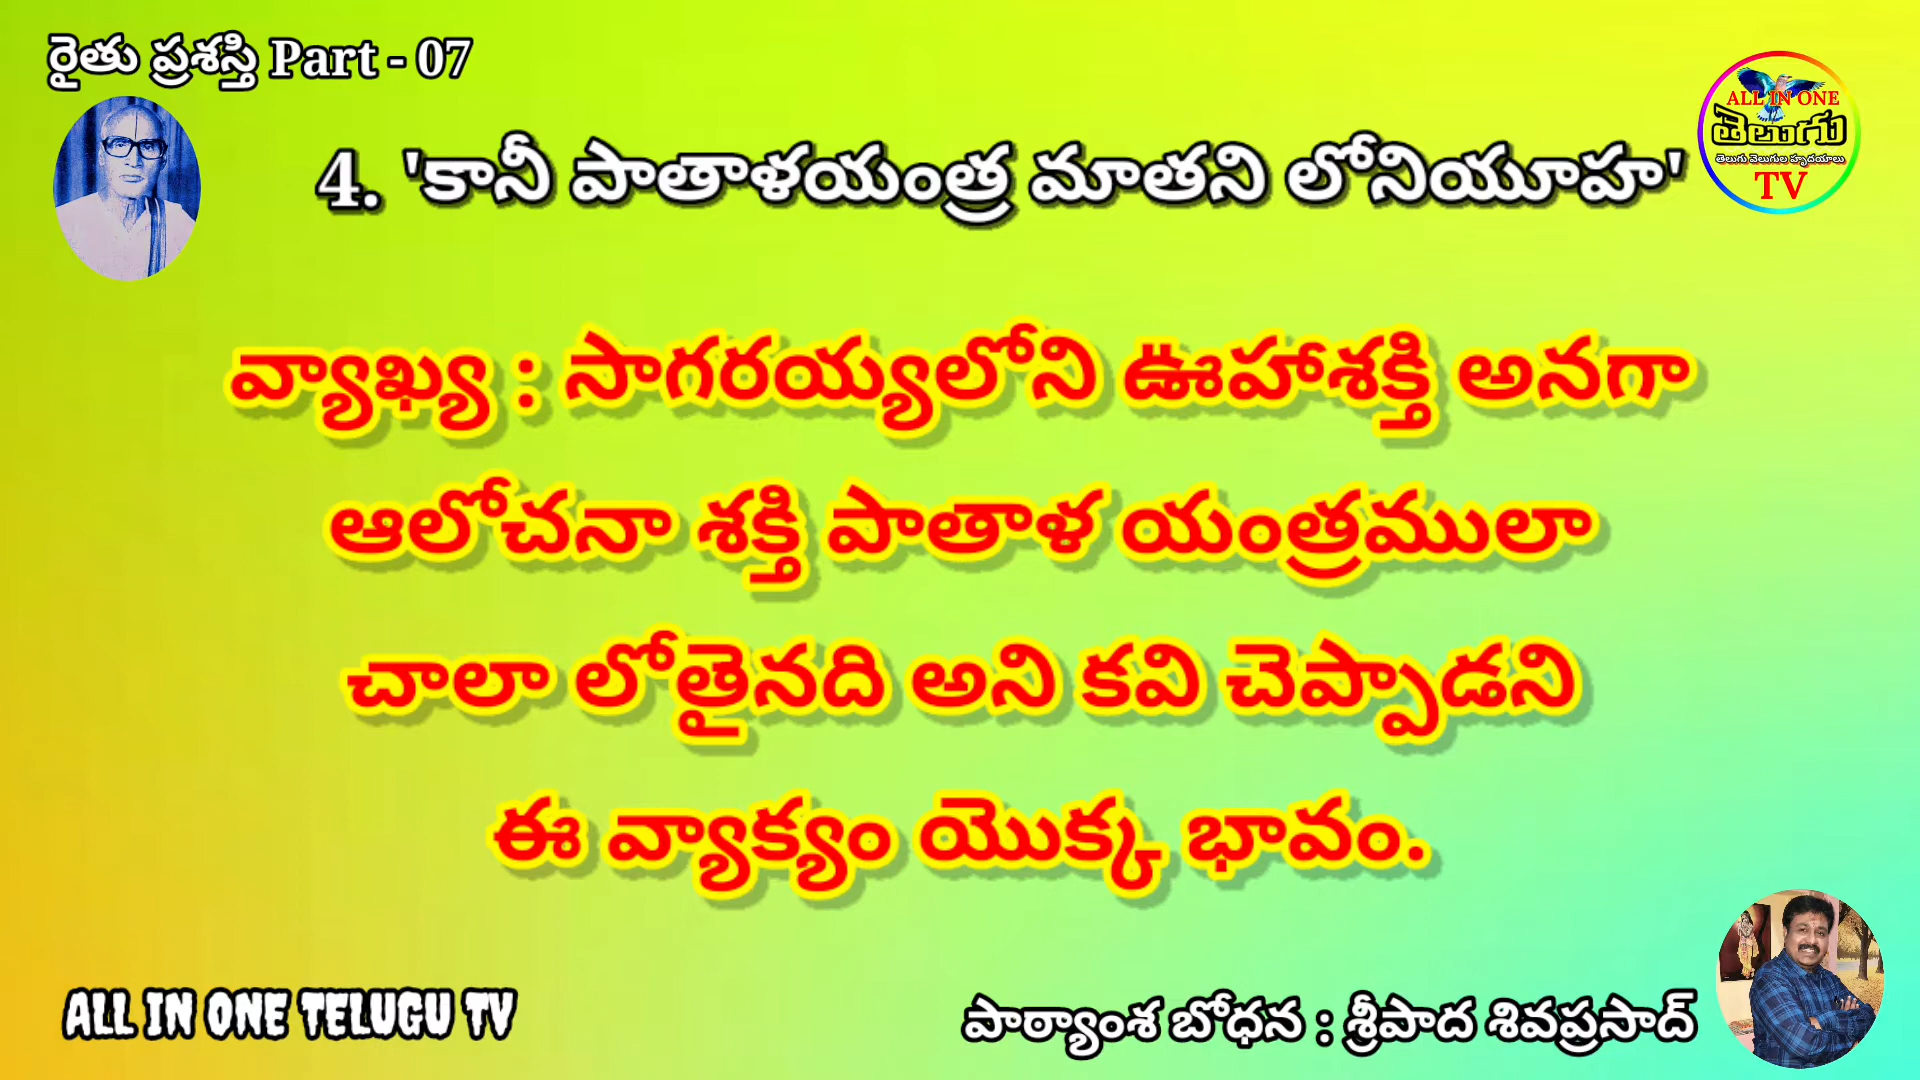 రైతు ప్రశస్తి Part - 07
ALL IN ONE
తెలుగు
తెలుగు వెలుగుల హృదయాలు
TV
4. 'కానీ పాతాళయంత్ర మాతని లోనియూహ'
వ్యాఖ్య : సాగరయ్యలోని ఊహాశక్తి అనగా
ఆలోచనా శక్తి పాతాళ యంత్రములా
చాలా లోతైనది అని కవి చెప్పాడని
ఈ వ్యాక్యం యొక్క భావం.
ALL IN ONE TELUGU TV
పాఠ్యాంశ బోధన : శ్రీపాద శివప్రసాద్